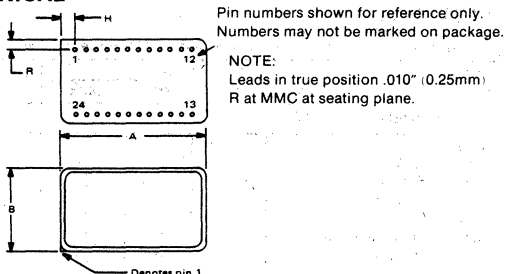 H
Pin numbers shown for reference only.
Numbers may not be marked on package.
R
1
12
NOTE:
Leads in true position .010" (0.25mm)
R at MMC at seating plane.
24
13
A
B
Denotes pin 1